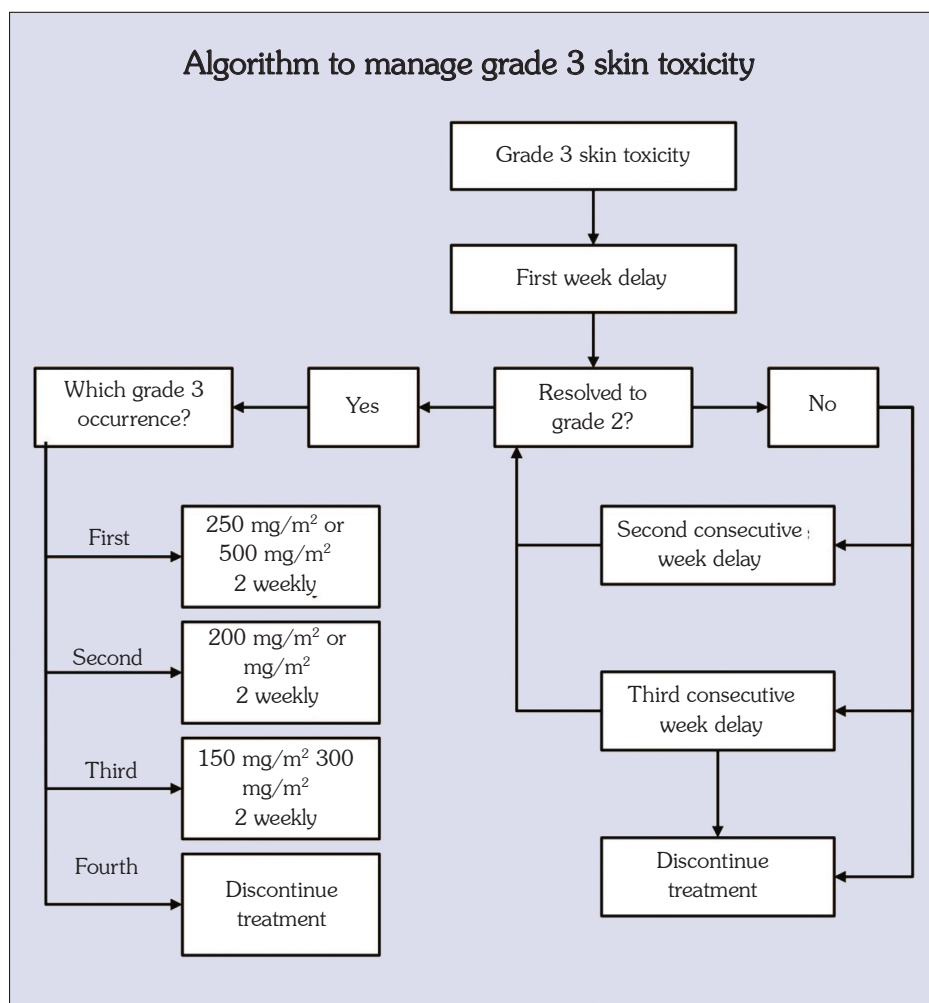 Algorithm to manage grade 3 skin toxicity
Grade 3 skin toxicity
First week delay
Resolved to
grade 2?
Yes
No
Which grade 3
occurrence?
First
250 mg/m² or
500 mg/m²
2 weekly
Second
200 mg/m² or
mg/m²
2 weekly
Third
150 mg/m² 300
mg/m²
2 weekly
Fourth
Discontinue
treatment
Second consecutive
week delay
Third consecutive
week delay
Discontinue
treatment